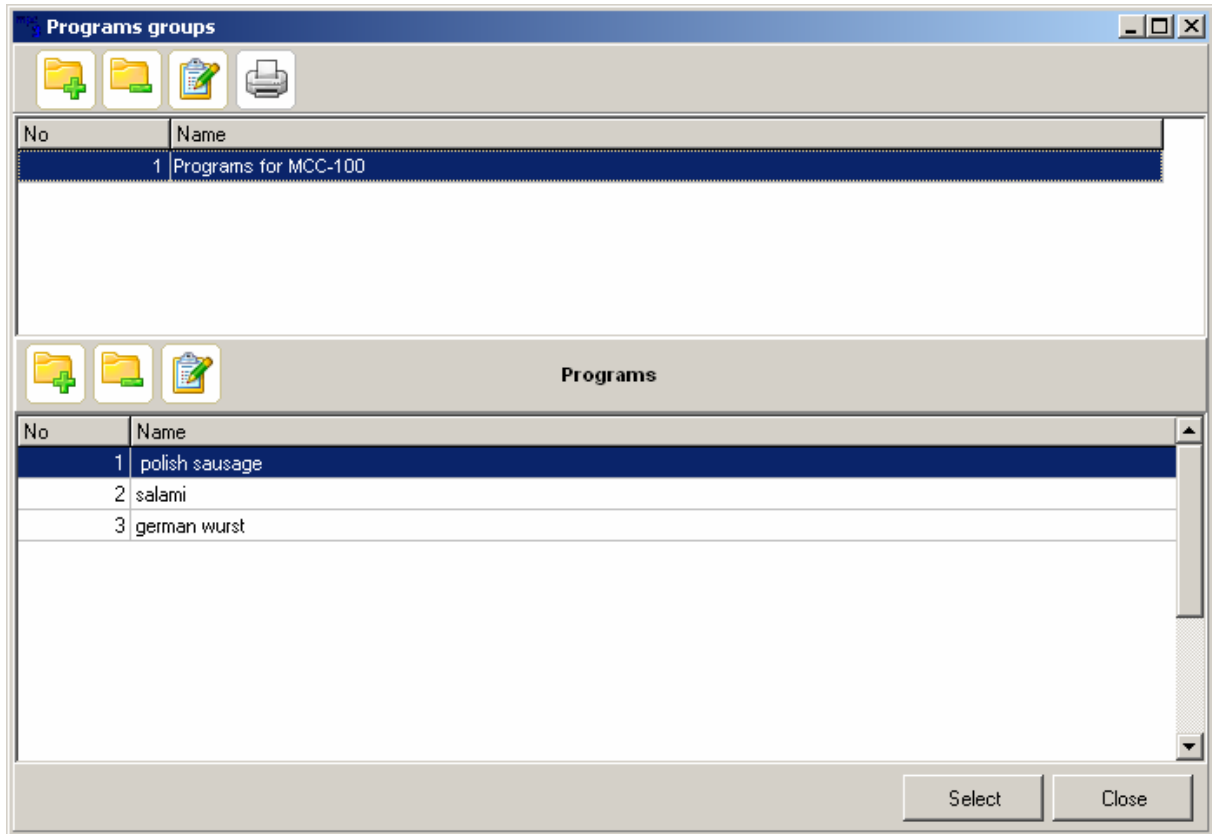 Programs groups
No Name
1 Programs for MCC-100
Programs
No Name
1 polish sausage
2 salami
3 german wurst
Select Close